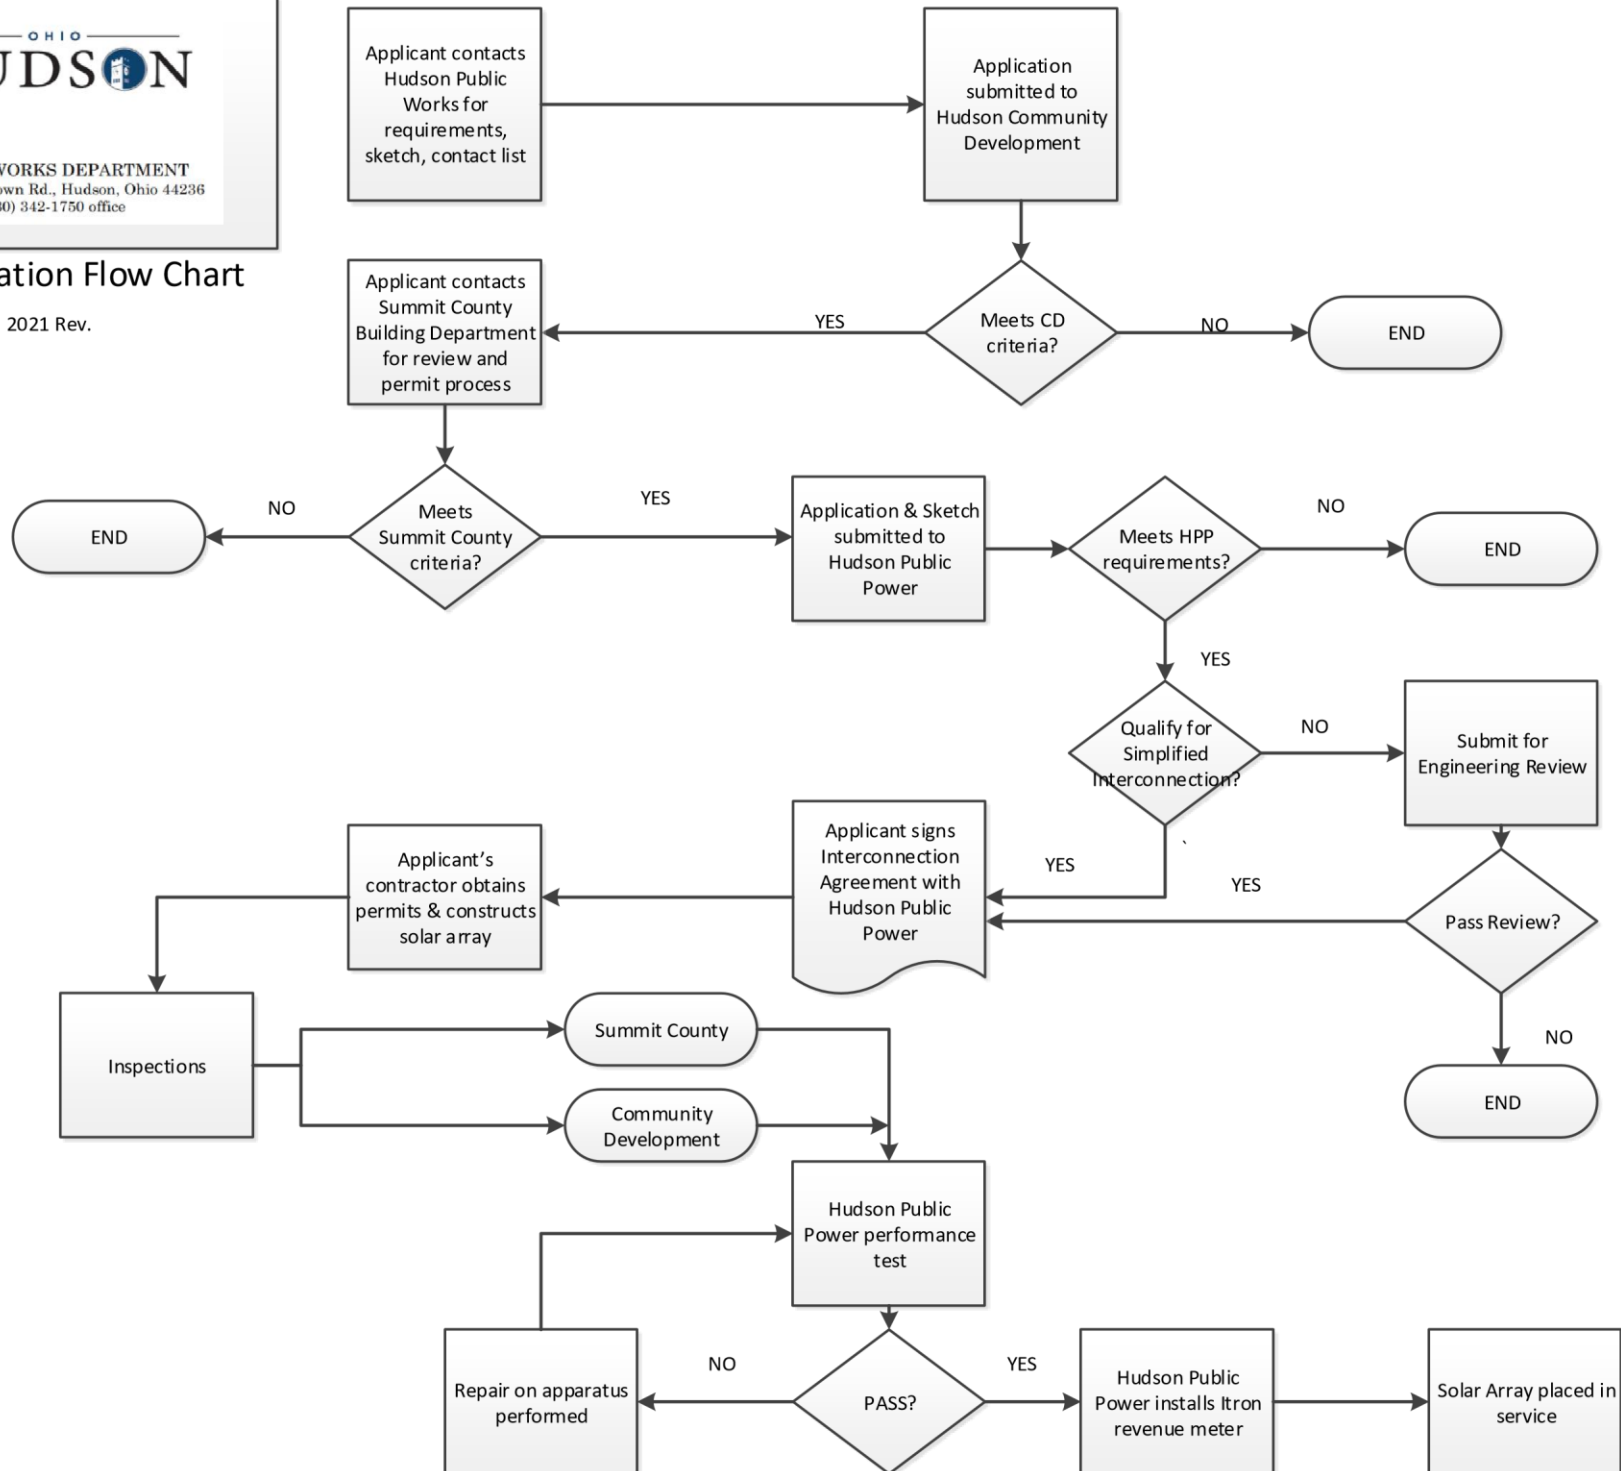 OHIO
UDSON
WORKS DEPARTMENT
own Rd., Hudson, Ohio 44236
0) 342-1750 office
ation Flow Chart
2021 Rev.
Applicant contacts
Hudson Public
Works for
requirements,
sketch, contact list
Application
submitted to
Hudson Community
Development
Applicant contacts
Summit County
Building Department
for review and
permit process
YES
Meets CD
criteria?
NO
END
END
NO
Meets
Summit County
criteria?
YES
Application & Sketch
submitted to
Hudson Public
Power
Meets HPP
requirements?
NO
END
YES
Qualify for
Simplified
Interconnection?
NO
Submit for
Engineering Review
Applicant's
contractor obtains
permits & constructs
solar array
Applicant signs
Interconnection
Agreement with
Hudson Public
Power
YES
YES
Pass Review?
NO
END
Inspections
Summit County
Community
Development
Hudson Public
Power performance
test
Repair on apparatus
performed
NO
PASS?
YES
Hudson Public
Power installs Itron
revenue meter
Solar Array placed in
service